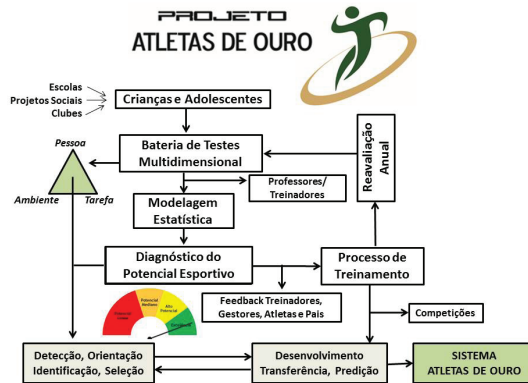 PROJETO
ATLETAS DE OURO
Escolas
Projetos Sociais
Clubes
Crianças e Adolescentes
Pessoa
Ambiente
Tarefa
Bateria de Testes
Multidimensional
Reavaliação
Anual
Professores/
Treinadores
Modelagem
Estatística
Diagnóstico do
Potencial Esportivo
Processo de
Treinamento
Feedback Treinadores,
Gestores, Atletas e Pais
Competições
Potencial
Mediano
Alto
Potencial
Detecção, Orientação
Identificação, Seleção
Desenvolvimento
Transferência, Predição
SISTEMA
ATLETAS DE OURO